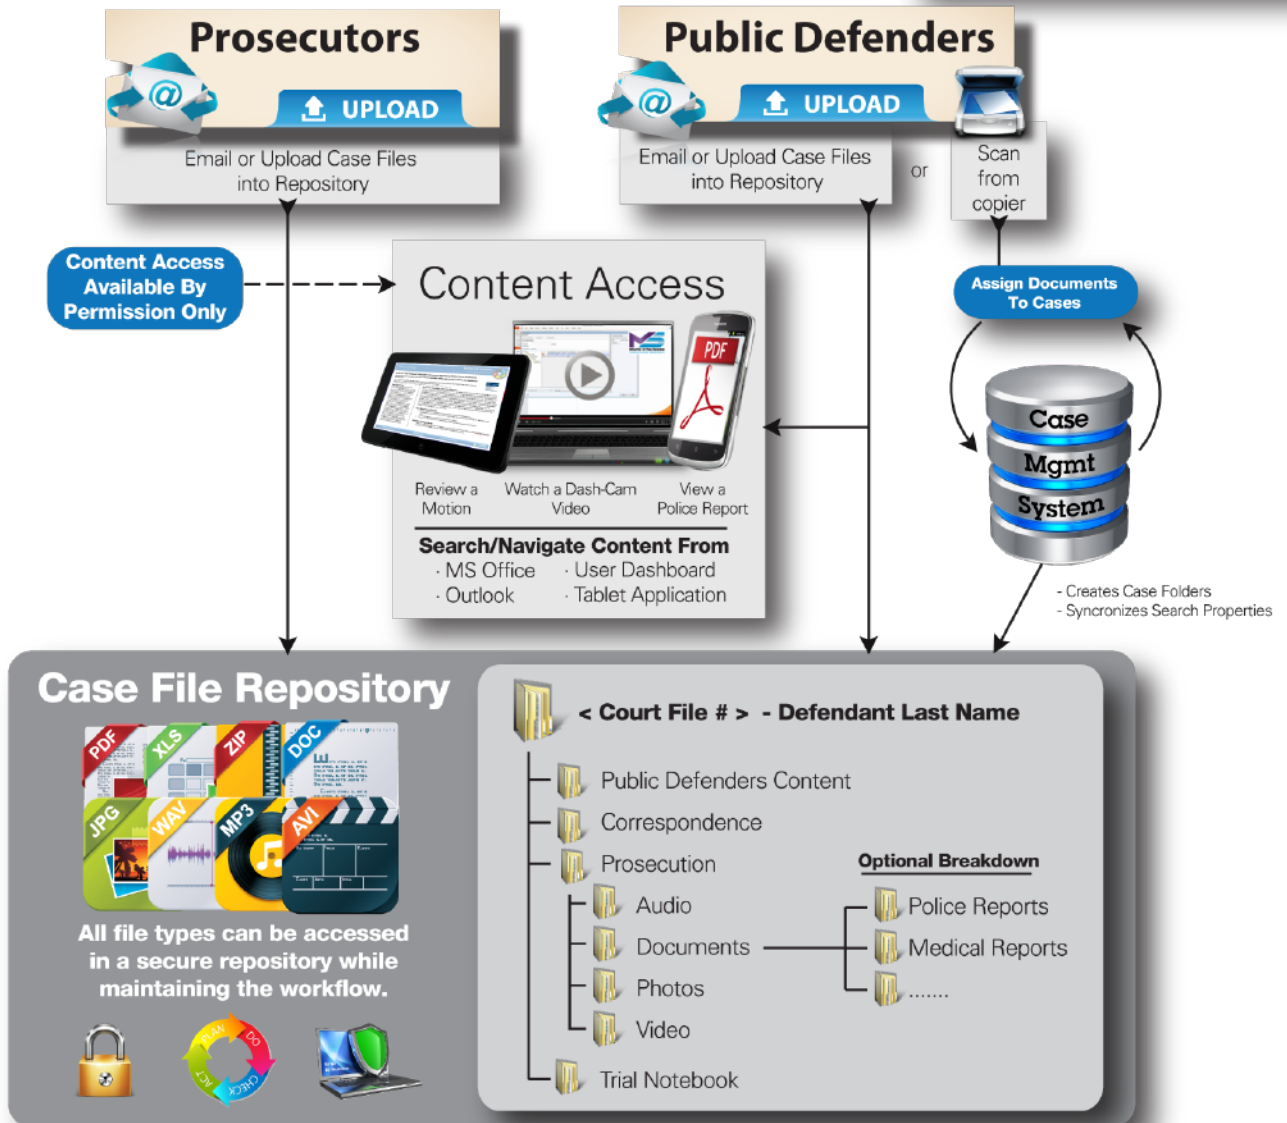 Prosecutors
@
UPLOAD
Email or Upload Case Files
into Repository
Public Defenders
@
UPLOAD
Email or Upload Case Files
into Repository
or
Scan
from
copier
Content Access
Available By
Permission Only
Content Access
MS
PDF
Review a
Motion
Watch a Dash-Cam
Video
View a
Police Report
Search/Navigate Content From
· MS Office
· User Dashboard
· Outlook
· Tablet Application
Assign Documents
To Cases
Case
Mgmt
System
- Creates Case Folders
- Syncronizes Search Properties
Case File Repository
PDF
XLS
ZIP
DOC
JPG
WAV
MP3
AVI
All file types can be accessed
in a secure repository while
maintaining the workflow.
PLAN
DO
CHECK
ACT
< Court File # > - Defendant Last Name
Public Defenders Content
Correspondence
Prosecution
Audio
Documents
Photos
Video
Trial Notebook
Optional Breakdown
Police Reports
Medical Reports
.......